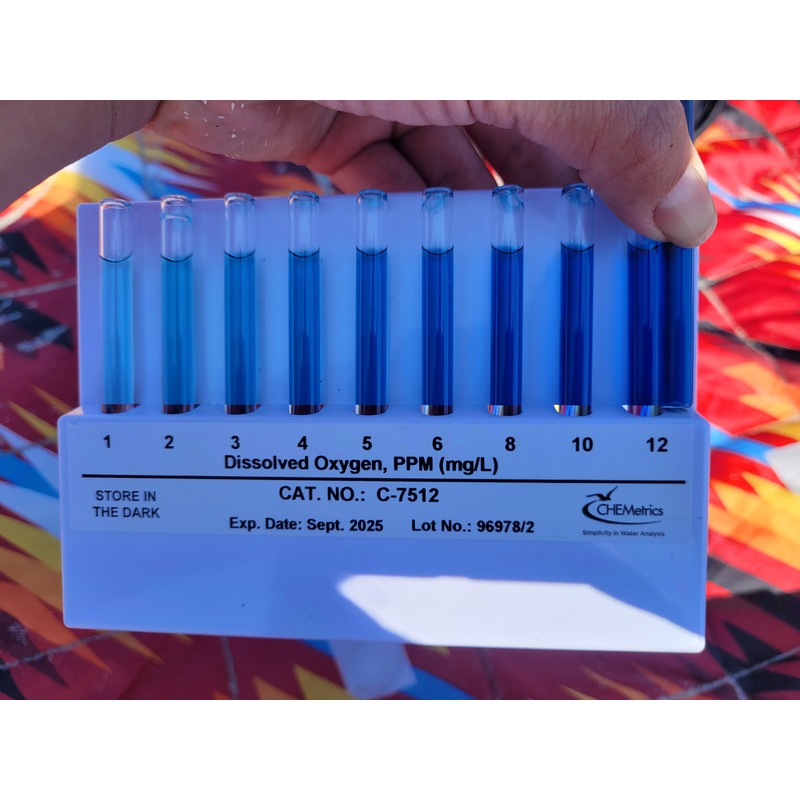 1 2 3 4 5 6 8 10 12
Dissolved Oxygen, PPM (mg/L)
STORE IN
THE DARK
CAT. NO.: C-7512
Exp. Date: Sept. 2025 Lot No.: 96978/2
CHEMetrics
Simplicity in Water Analysis